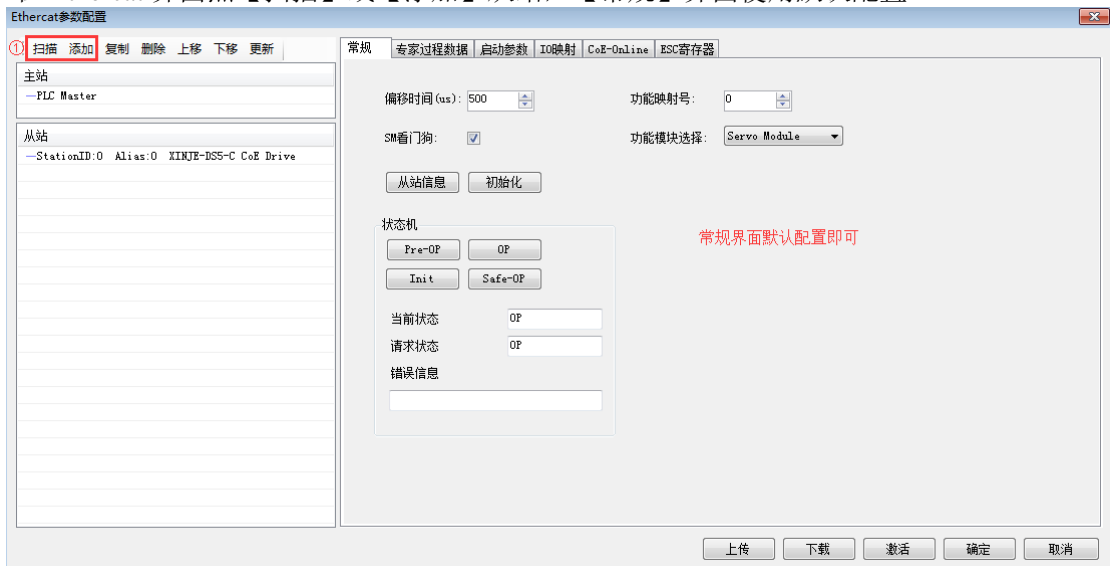 Ethercat参数配置
① 扫描 添加 复制 删除 上移 下移 更新
主站
PLC Master
从站
StationID:0 Alias:0 XINJE-DS5-C CoE Drive
常规 专家过程数据 启动参数 IO映射 CoE-Online ESC寄存器
偏移时间(us): 500 功能映射号: 0
SM看门狗: 功能模块选择: Servo Module
从站信息 初始化
状态机
Pre-OP OP
常规界面默认配置即可
Init Safe-OP
当前状态 OP
请求状态 OP
错误信息
上传 下载 激活 确定 取消